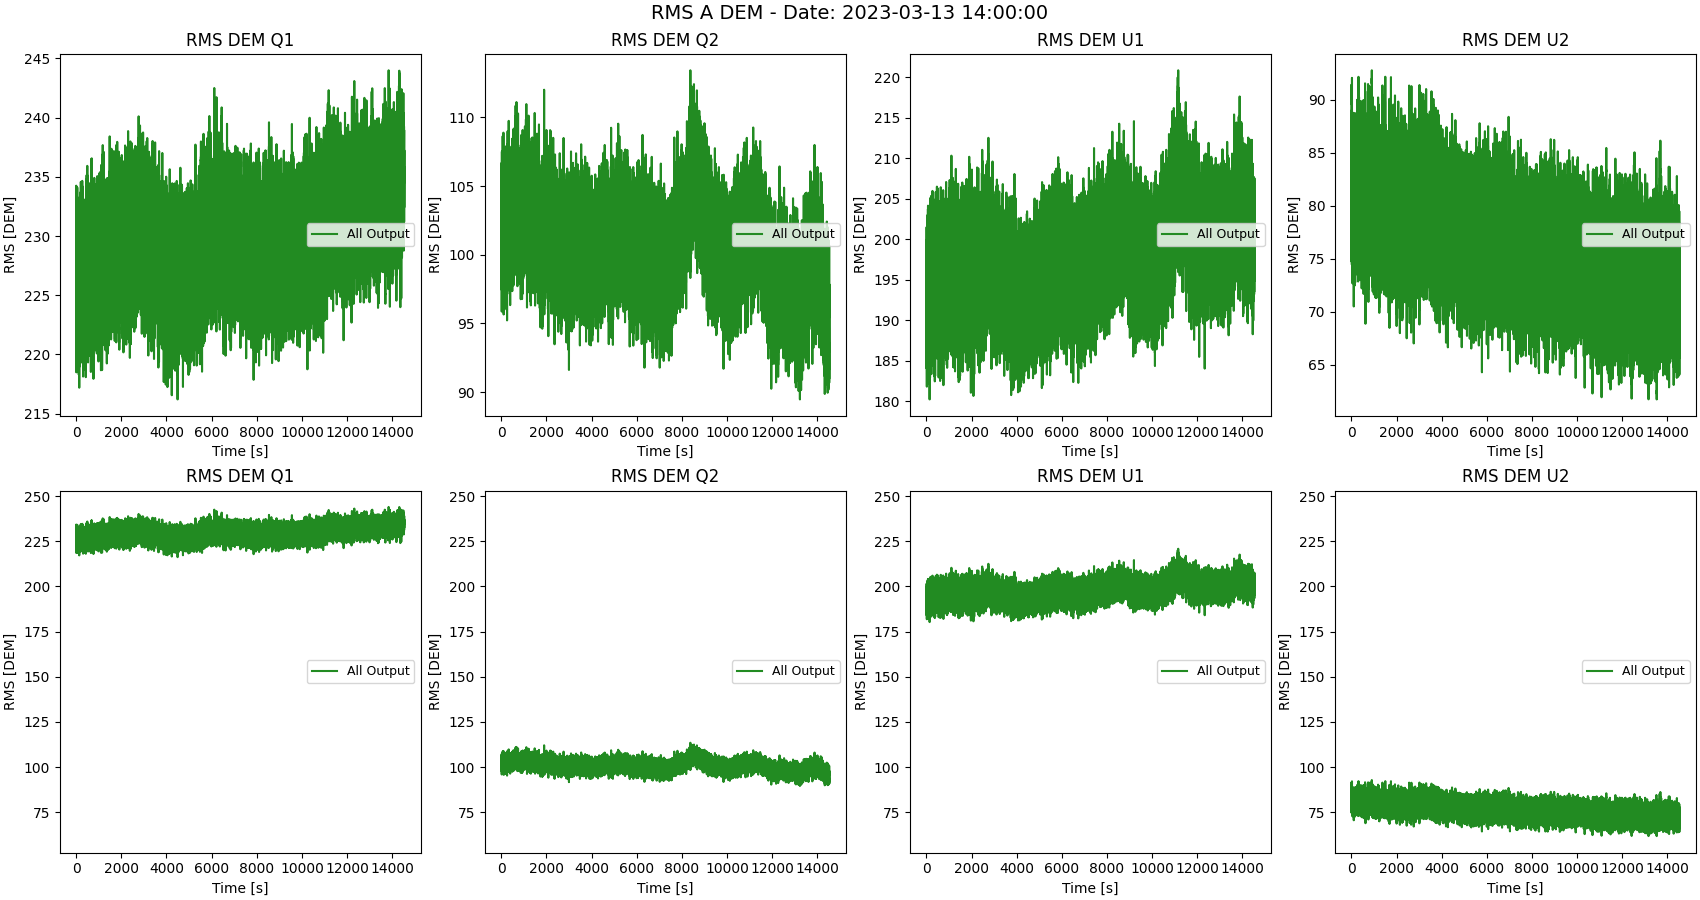 RMS A DEM - Date: 2023-03-13 14:00:00
RMS DEM Q1
RMS [DEM]
245
240
235
230
225
220
215
All Output
0 2000 4000 6000 8000 10000 12000 14000
Time [s]
RMS DEM Q2
RMS [DEM]
110
105
100
95
90
All Output
0 2000 4000 6000 8000 10000 12000 14000
Time [s]
RMS DEM U1
RMS [DEM]
220
215
210
205
200
195
190
185
180
All Output
0 2000 4000 6000 8000 10000 12000 14000
Time [s]
RMS DEM U2
RMS [DEM]
90
85
80
75
70
65
All Output
0 2000 4000 6000 8000 10000 12000 14000
Time [s]
RMS DEM Q1
RMS [DEM]
250
225
200
175
150
125
100
75
All Output
0 2000 4000 6000 8000 10000 12000 14000
Time [s]
RMS DEM Q2
RMS [DEM]
250
225
200
175
150
125
100
75
All Output
0 2000 4000 6000 8000 10000 12000 14000
Time [s]
RMS DEM U1
RMS [DEM]
250
225
200
175
150
125
100
75
All Output
0 2000 4000 6000 8000 10000 12000 14000
Time [s]
RMS DEM U2
RMS [DEM]
250
225
200
175
150
125
100
75
All Output
0 2000 4000 6000 8000 10000 12000 14000
Time [s]